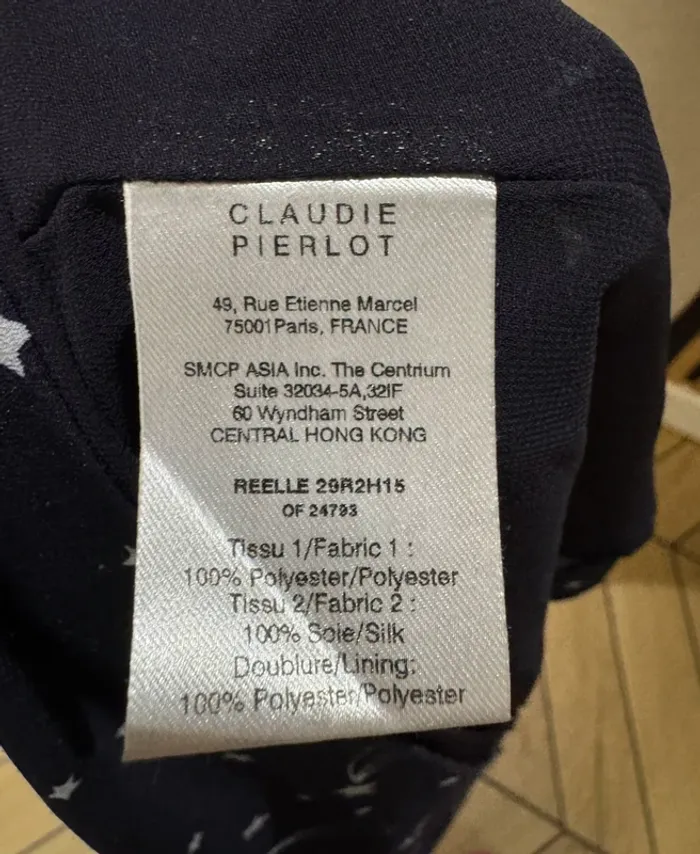 CLAUDIE
PIERLOT
49, Rue Etienne Marcel
75001 Paris, FRANCE
SMCP ASIA Inc. The Centrium
Suite 32034-5A,32IF
60 Wyndham Street
CENTRAL HONG KONG
REELLE 29R2H15
OF 24793
Tissu 1/Fabric 1 :
100% Polyester/Polyester
Tissu 2/Fabric 2 :
100% Soie/Silk
Doublure/Lining:
100% Polyester/Polyester